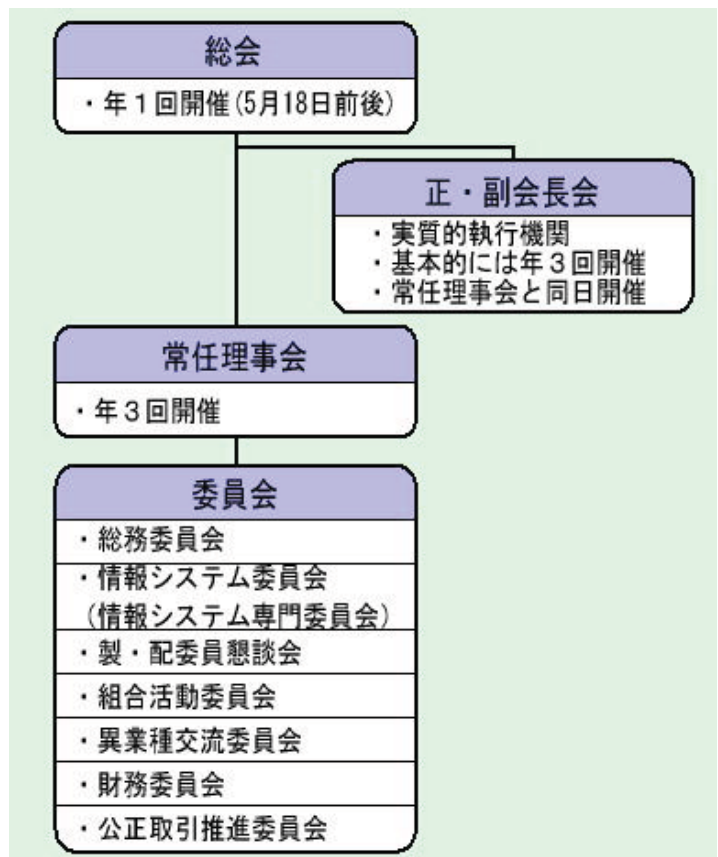 総会
・年１回開催(5月18日前後)
正・副会長会
・実質的執行機関
・基本的には年３回開催
・常任理事会と同日開催
常任理事会
・年３回開催
委員会
・総務委員会
・情報システム委員会
（情報システム専門委員会）
・製・配委員懇談会
・組合活動委員会
・異業種交流委員会
・財務委員会
・公正取引推進委員会